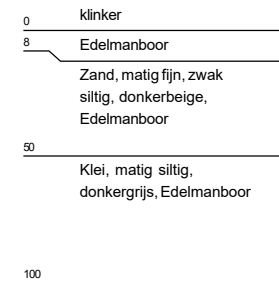 klinker
0
8
Edelmanboor
Zand, matig fijn, zwak
siltig, donkerbeige,
Edelmanboor
50
Klei, matig siltig,
donkergrijs, Edelmanboor
100